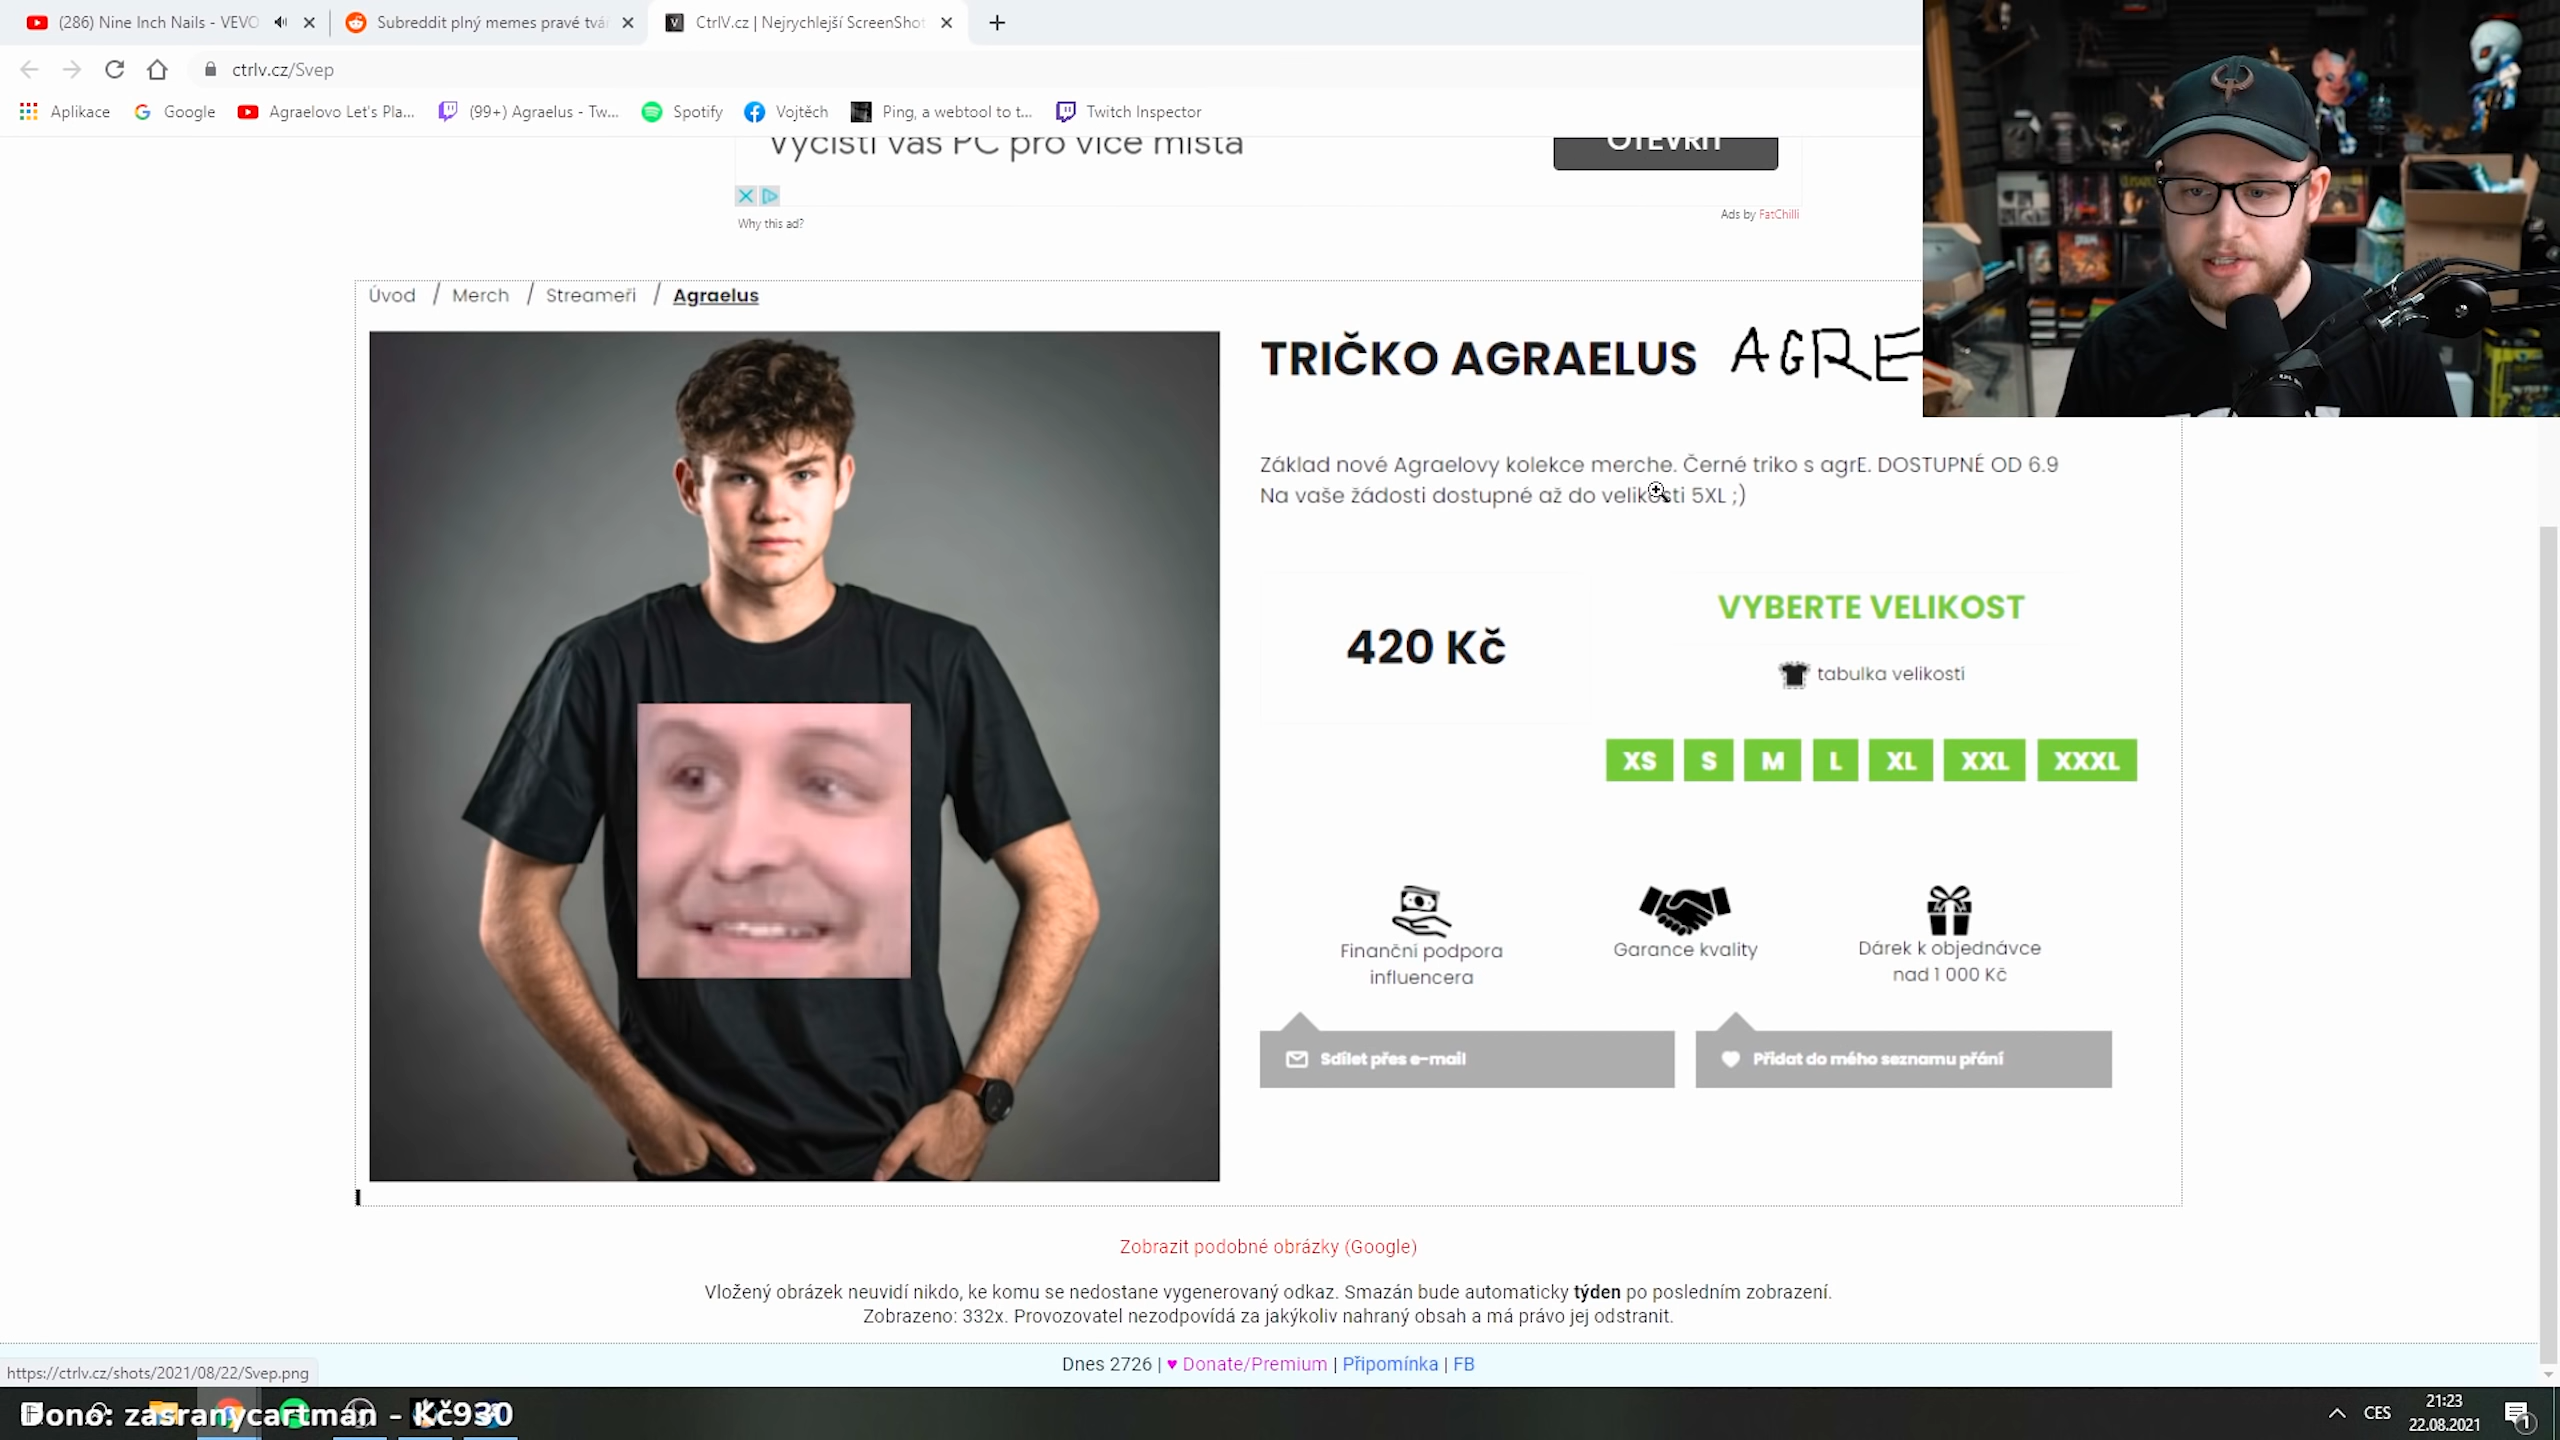 (286) Nine Inch Nails - VEVO
Subreddit plný memes pravé tvá
CtrlV.cz | Nejrychlejší ScreenShot
ctrlv.cz/Svep
Aplikace
Google
Agraelovo Let's Pla...
(99+) Agraelus - Tw...
Spotify
Vojtěch
Ping, a webtool to t...
Twitch Inspector
Vyčistí váš PC pro více místa
OTEVŘÍT
Why this ad?
Ads by FatChilli
Úvod / Merch / Streameři / Agraelus
TRIČKO AGRAELUS AGRE
Základ nové Agraelovy kolekce merche. Černé triko s agrE. DOSTUPNÉ OD 6.9
Na vaše žádosti dostupné až do velikosti 5XL ;)
420 Kč
VYBERTE VELIKOST
tabulka velikostí
XS S M L XL XXL XXXL
Finanční podpora
influencera
Garance kvality
Dárek k objednávce
nad 1 000 Kč
Sdílet přes e-mail
Přidat do mého seznamu přání
Zobrazit podobné obrázky (Google)
Vložený obrázek neuvidí nikdo, ke komu se nedostane vygenerovaný odkaz. Smazán bude automaticky týden po posledním zobrazení.
Zobrazeno: 332x. Provozovatel nezodpovídá za jakýkoliv nahraný obsah a má právo jej odstranit.
Dnes 2726 | ♥ Donate/Premium | Připomínka | FB
https://ctrlv.cz/shots/2021/08/22/Svep.png
Dono: zasranycartman - Kč930
CES
21:23
22.08.2021
1